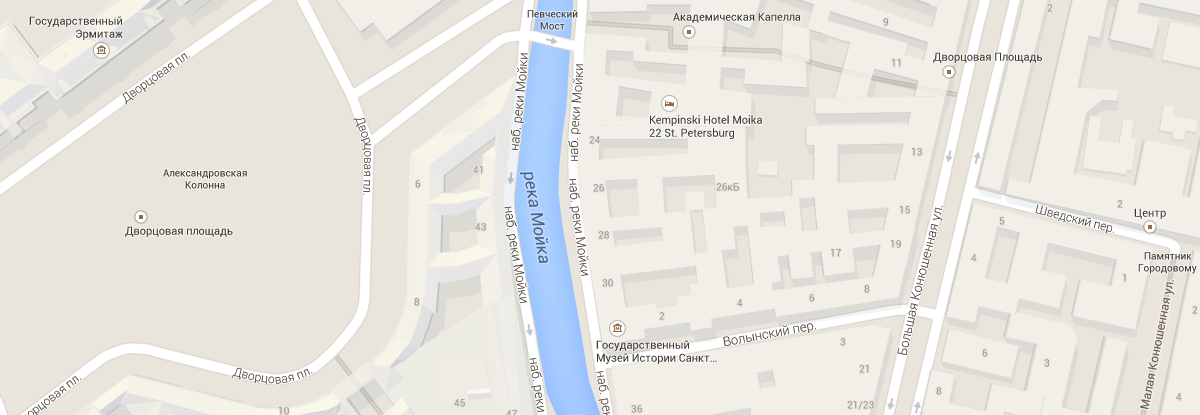 Государственный
Эрмитаж
Дворцовая пл.
Певческий
Мост
Академическая Капелла
9
2
11
Дворцовая Площадь
наб. реки Мойки
наб. реки Мойки
Kempinski Hotel Moika
22 St. Petersburg
Дворцовая пл.
24
13
Александровская
Колонна
6
41
26
26кБ
2
река Мойка
наб. реки Мойки
наб. реки Мойки
15
Большая Конюшенная ул.
5
Шведский пер.
Центр
Дворцовая площадь
43
28
19
17
4
Памятник
Городовому
30
8
6
4
2
8
2
Волынский пер.
Малая Конюшенная ул.
Государственный
Музей Истории Санкт…
3
6
3
21
Дворцовая пл.
Дворцовая пл.
наб. реки
наб. рек
8
10
45
47
36
21/23